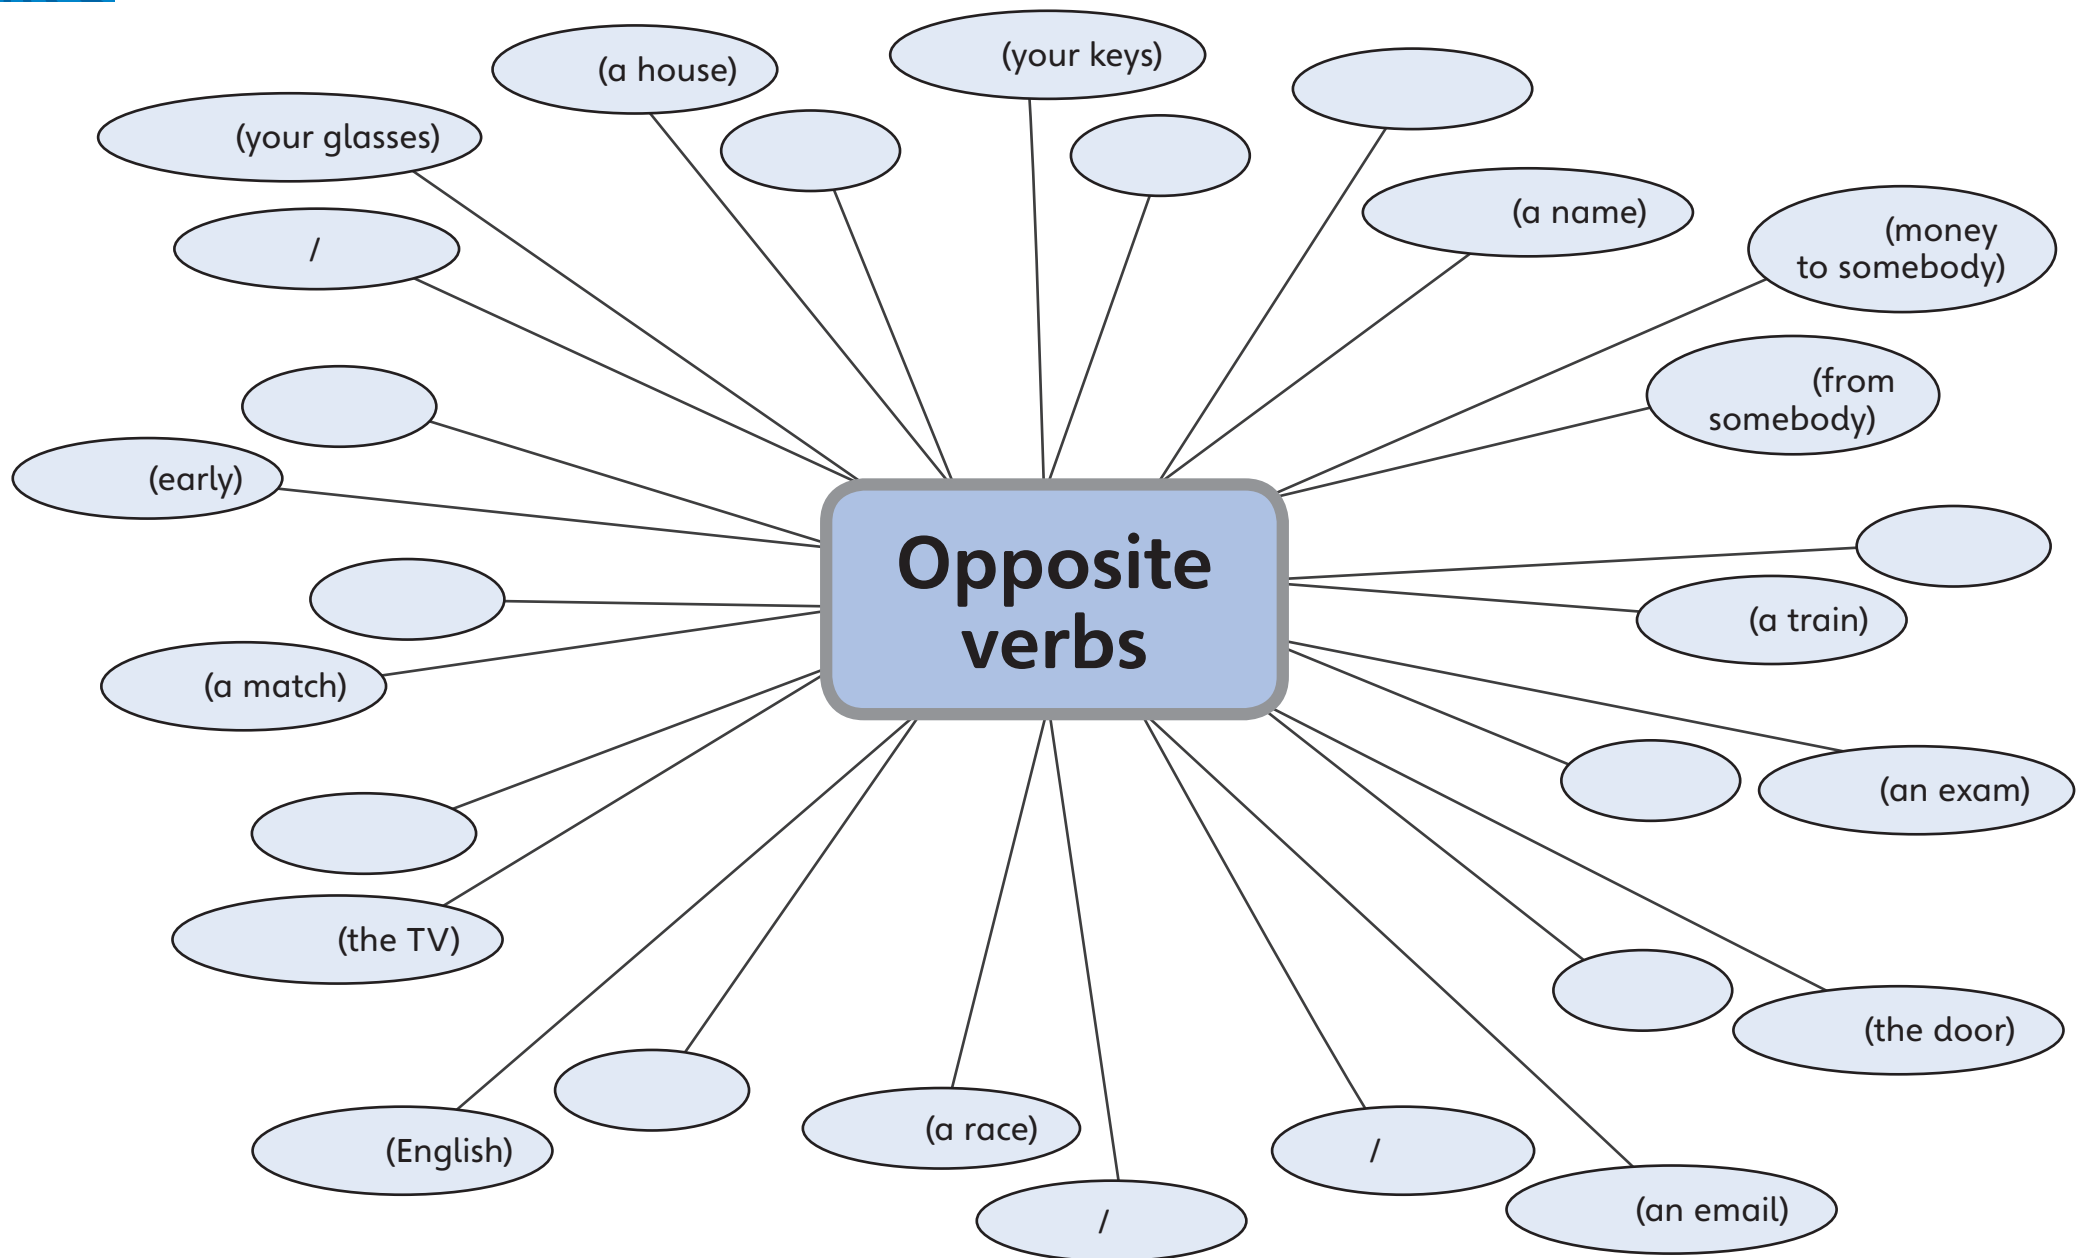 (your keys)
(a house)
(your glasses)
(a name)
(money
to somebody)
/
(from
somebody)
(early)
Opposite
verbs
(a train)
(a match)
(an exam)
(the TV)
(the door)
(a race)
(English)
/
(an email)
/